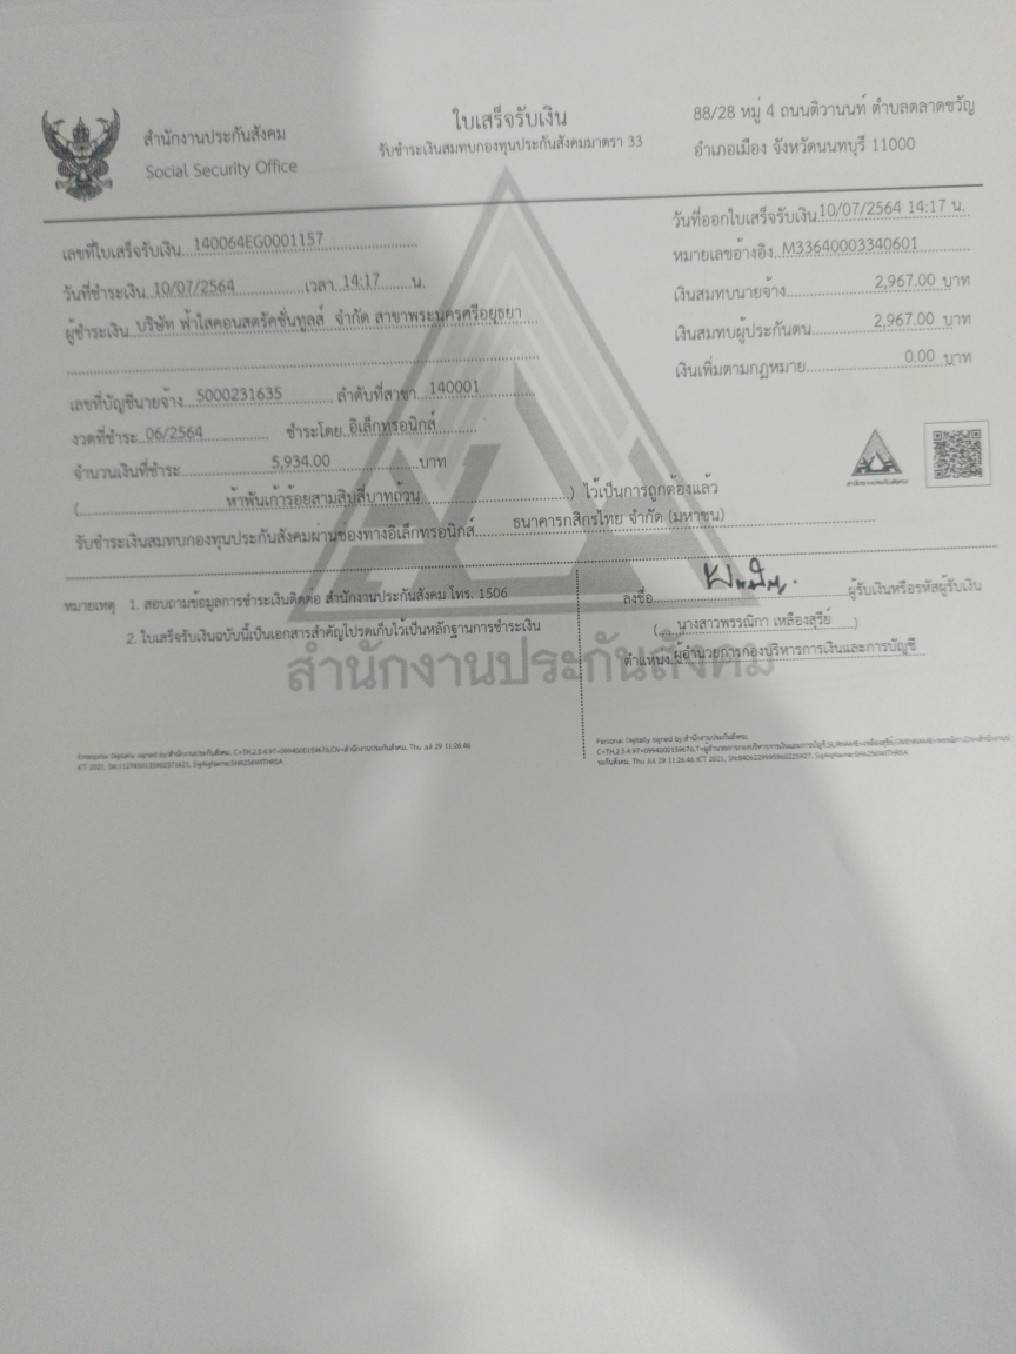 สำนักงานประกันสังคม
Social Security Office
ใบเสร็จรับเงิน
รับชำระเงินสมทบกองทุนประกันสังคมมาตรา 33
88/28 หมู่ 4 ถนนติวานนท์ ตำบลตลาดขวัญ
อำเภอเมือง จังหวัดนนทบุรี 11000
เลขที่ใบเสร็จรับเงิน 140064EG0001157
วันที่ชำระเงิน 10/07/2564 เวลา 14:17 น.
ผู้ชำระเงิน บริษัท ฟ้าใสคอนสตรัคชั่นทูลส์ จำกัด สาขาพระนครศรีอยุธยา
เลขที่บัญชีนายจ้าง 5000231635 ลำดับที่สาขา 140001
งวดที่ชำระ 06/2564 ชำระโดย อิเล็กทรอนิกส์
จำนวนเงินที่ชำระ 5,934.00 บาท
( ห้าพันเก้าร้อยสามสิบสี่บาทถ้วน ) ไว้เป็นการถูกต้องแล้ว
รับชำระเงินสมทบกองทุนประกันสังคมผ่านช่องทางอิเล็กทรอนิกส์ ธนาคารกสิกรไทย จำกัด (มหาชน)
วันที่ออกใบเสร็จรับเงิน 10/07/2564 14:17 น.
หมายเลขอ้างอิง M33640003340601
เงินสมทบนายจ้าง 2,967.00 บาท
เงินสมทบผู้ประกันตน 2,967.00 บาท
เงินเพิ่มตามกฎหมาย 0.00 บาท
สำนักงานประกันสังคม
หมายเหตุ 1. สอบถามข้อมูลการชำระเงินติดต่อ สำนักงานประกันสังคม โทร. 1506
2. ใบเสร็จรับเงินฉบับนี้เป็นเอกสารสำคัญโปรดเก็บไว้เป็นหลักฐานการชำระเงิน
ลงชื่อ ผู้รับเงินหรือรหัสผู้รับเงิน
( นางสาวพรรณิกา เหลืองสุรีย์ )
ตำแหน่ง ผู้อำนวยการกองบริหารการเงินและการบัญชี
สำนักงานประกันสังคม